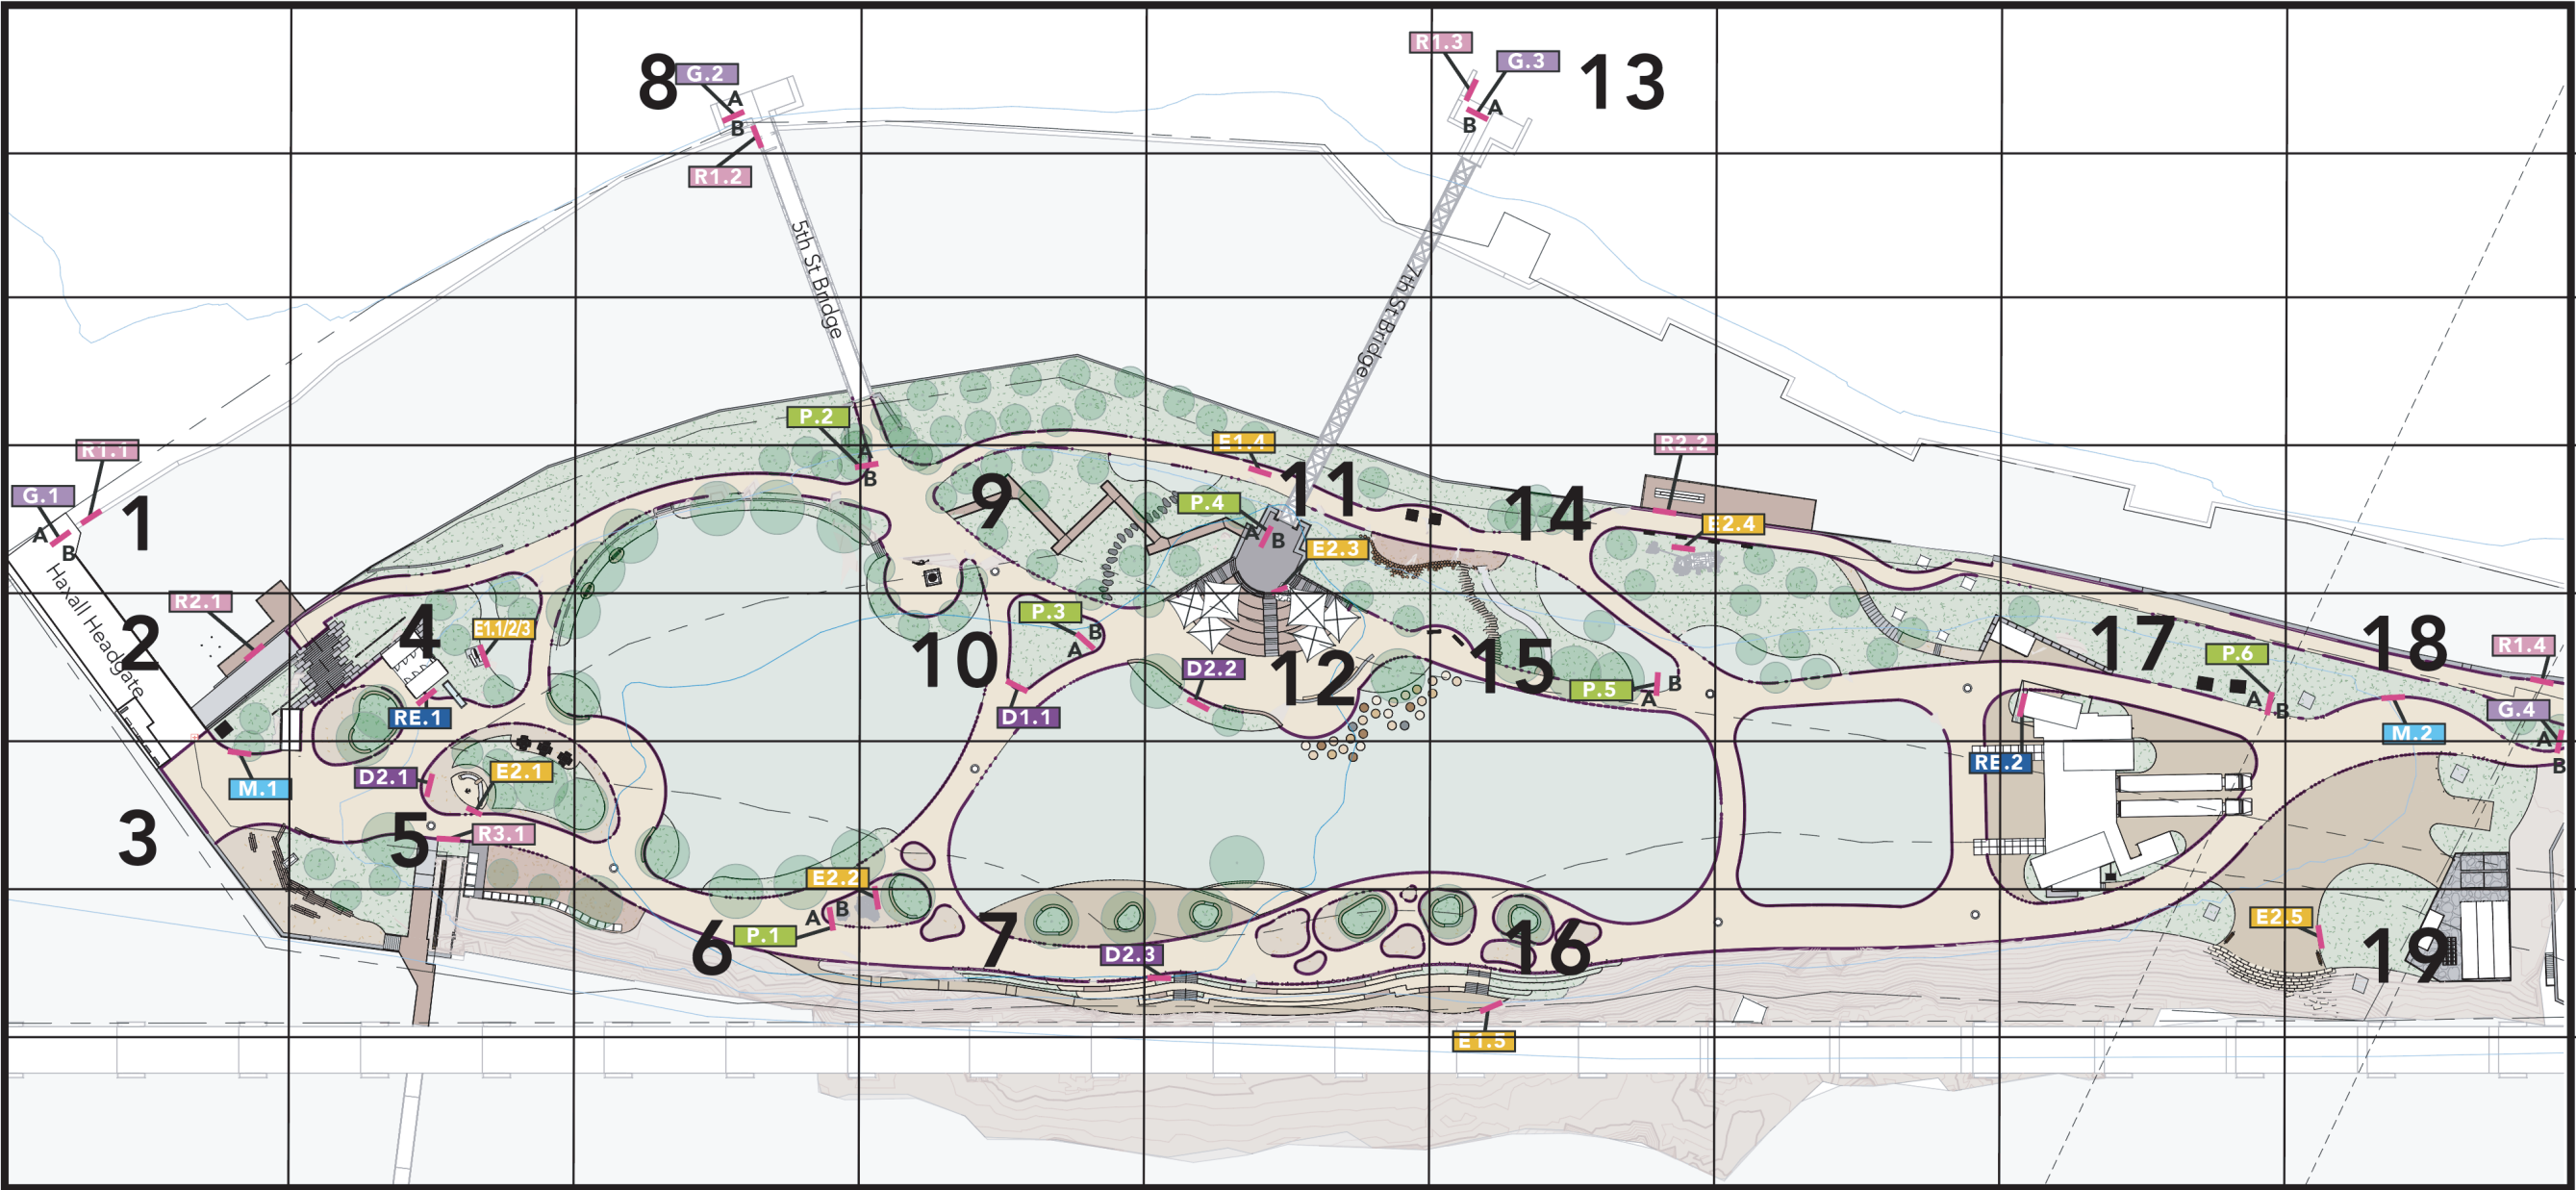 R1.3
G.3
8
G.2
13
A
A
B
B
R1.2
5th St Bridge
7th St Bridge
P.2
E1.4
R2.2
R1.1
A
B
G.1
1
9
P.4
11
14
E2.4
A
B
A
B
E2.3
Haxall Headgate
R2.1
2
4
E1.1/2/3
P.3
B
A
10
D2.2
12
15
17
18
R1.4
P.6
P.5
B
A
A
B
RE.1
D1.1
G.4
M.2
A
B
D2.1
E2.1
RE.2
M.1
3
5
R3.1
E2.2
A
B
P.1
6
7
D2.3
16
E2.5
19
E1.5